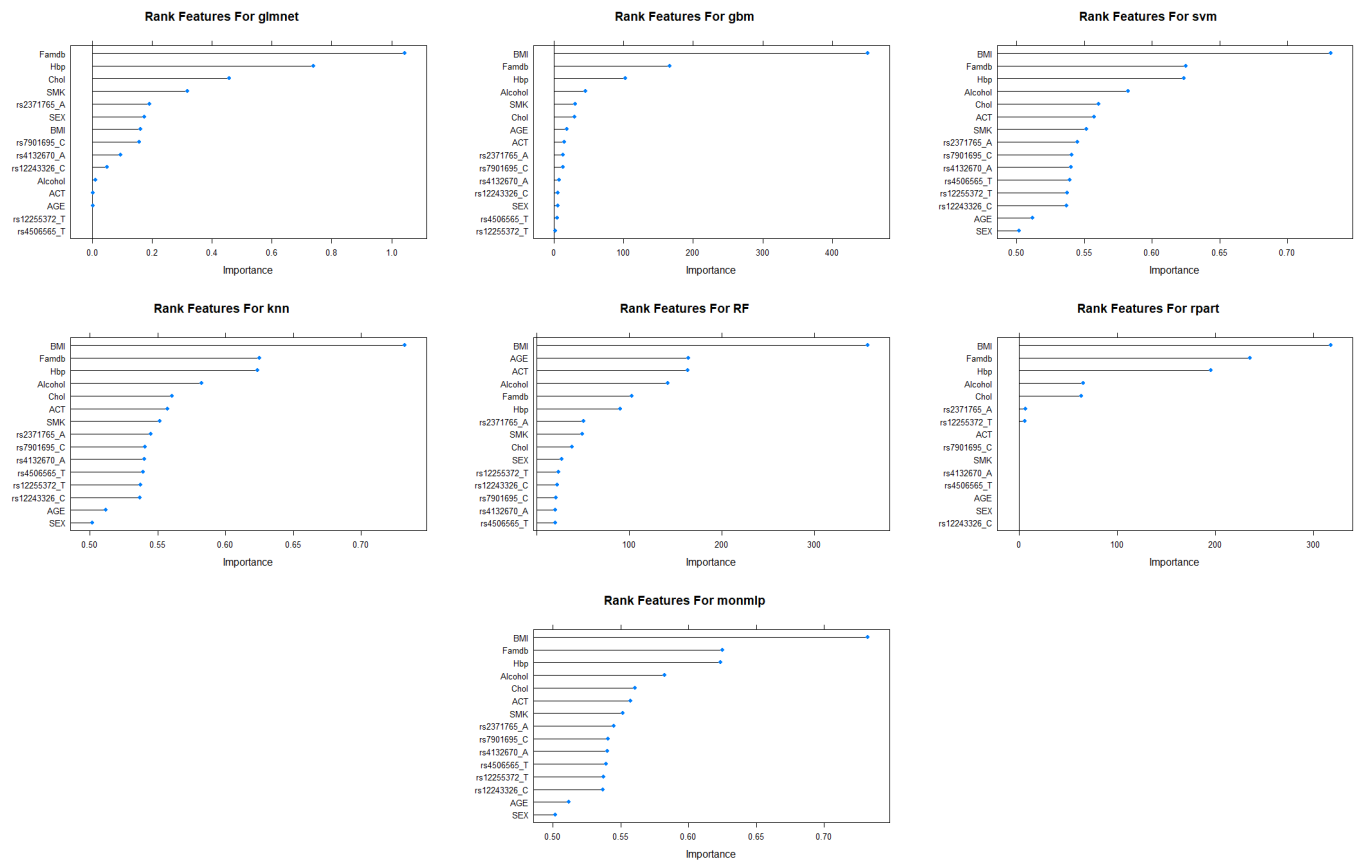 Rank Features For glmnet
Famdb
Hbp
Chol
SMK
rs2371765_A
SEX
BMI
rs7901695_C
rs4132670_A
rs12243326_C
Alcohol
ACT
AGE
rs12255372_T
rs4506565_T
0.0 0.2 0.4 0.6 0.8 1.0
Importance
Rank Features For gbm
BMI
Famdb
Hbp
Alcohol
SMK
Chol
AGE
ACT
rs2371765_A
rs7901695_C
rs4132670_A
rs12243326_C
SEX
rs4506565_T
rs12255372_T
0 100 200 300 400
Importance
Rank Features For svm
BMI
Famdb
Hbp
Alcohol
Chol
ACT
SMK
rs2371765_A
rs7901695_C
rs4132670_A
rs4506565_T
rs12255372_T
rs12243326_C
AGE
SEX
0.50 0.55 0.60 0.65 0.70
Importance
Rank Features For knn
BMI
Famdb
Hbp
Alcohol
Chol
ACT
SMK
rs2371765_A
rs7901695_C
rs4132670_A
rs4506565_T
rs12255372_T
rs12243326_C
AGE
SEX
0.50 0.55 0.60 0.65 0.70
Importance
Rank Features For RF
BMI
AGE
ACT
Alcohol
Famdb
Hbp
rs2371765_A
SMK
Chol
SEX
rs12255372_T
rs12243326_C
rs7901695_C
rs4132670_A
rs4506565_T
100 200 300
Importance
Rank Features For rpart
BMI
Famdb
Hbp
Alcohol
Chol
rs2371765_A
rs12255372_T
ACT
rs7901695_C
SMK
rs4132670_A
rs4506565_T
AGE
SEX
rs12243326_C
0 100 200 300
Importance
Rank Features For monmlp
BMI
Famdb
Hbp
Alcohol
Chol
ACT
SMK
rs2371765_A
rs7901695_C
rs4132670_A
rs4506565_T
rs12255372_T
rs12243326_C
AGE
SEX
0.50 0.55 0.60 0.65 0.70
Importance